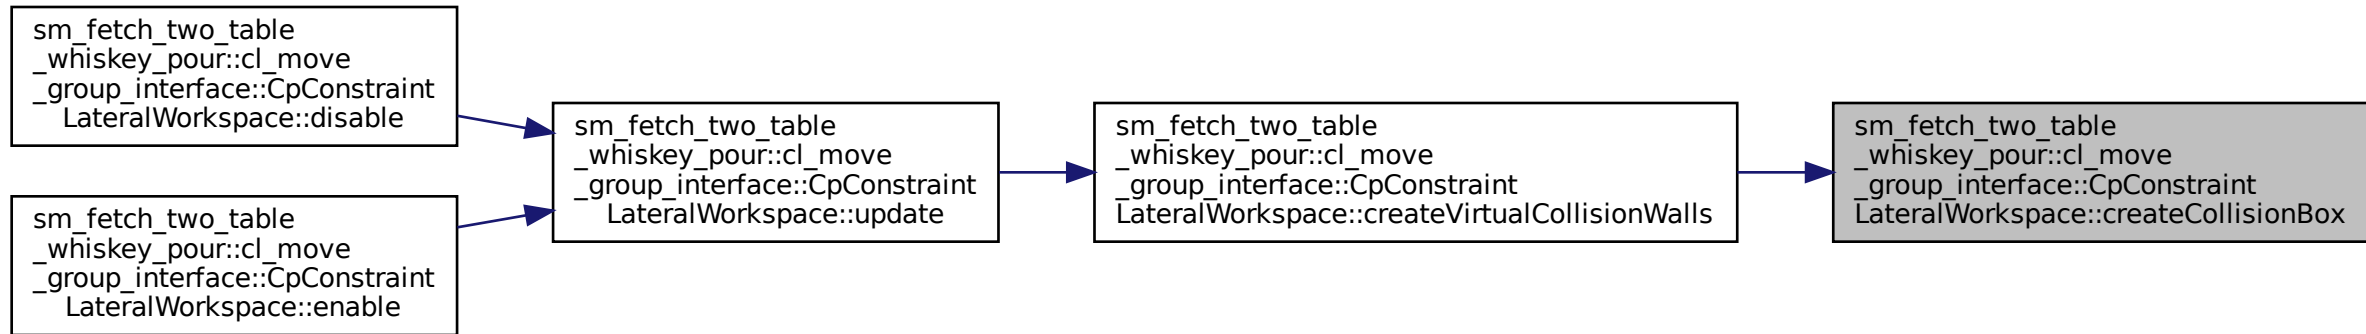 sm_fetch_two_table
_whiskey_pour::cl_move
_group_interface::CpConstraint
LateralWorkspace::disable
sm_fetch_two_table
_whiskey_pour::cl_move
_group_interface::CpConstraint
LateralWorkspace::enable
sm_fetch_two_table
_whiskey_pour::cl_move
_group_interface::CpConstraint
LateralWorkspace::update
sm_fetch_two_table
_whiskey_pour::cl_move
_group_interface::CpConstraint
LateralWorkspace::createVirtualCollisionWalls
sm_fetch_two_table
_whiskey_pour::cl_move
_group_interface::CpConstraint
LateralWorkspace::createCollisionBox